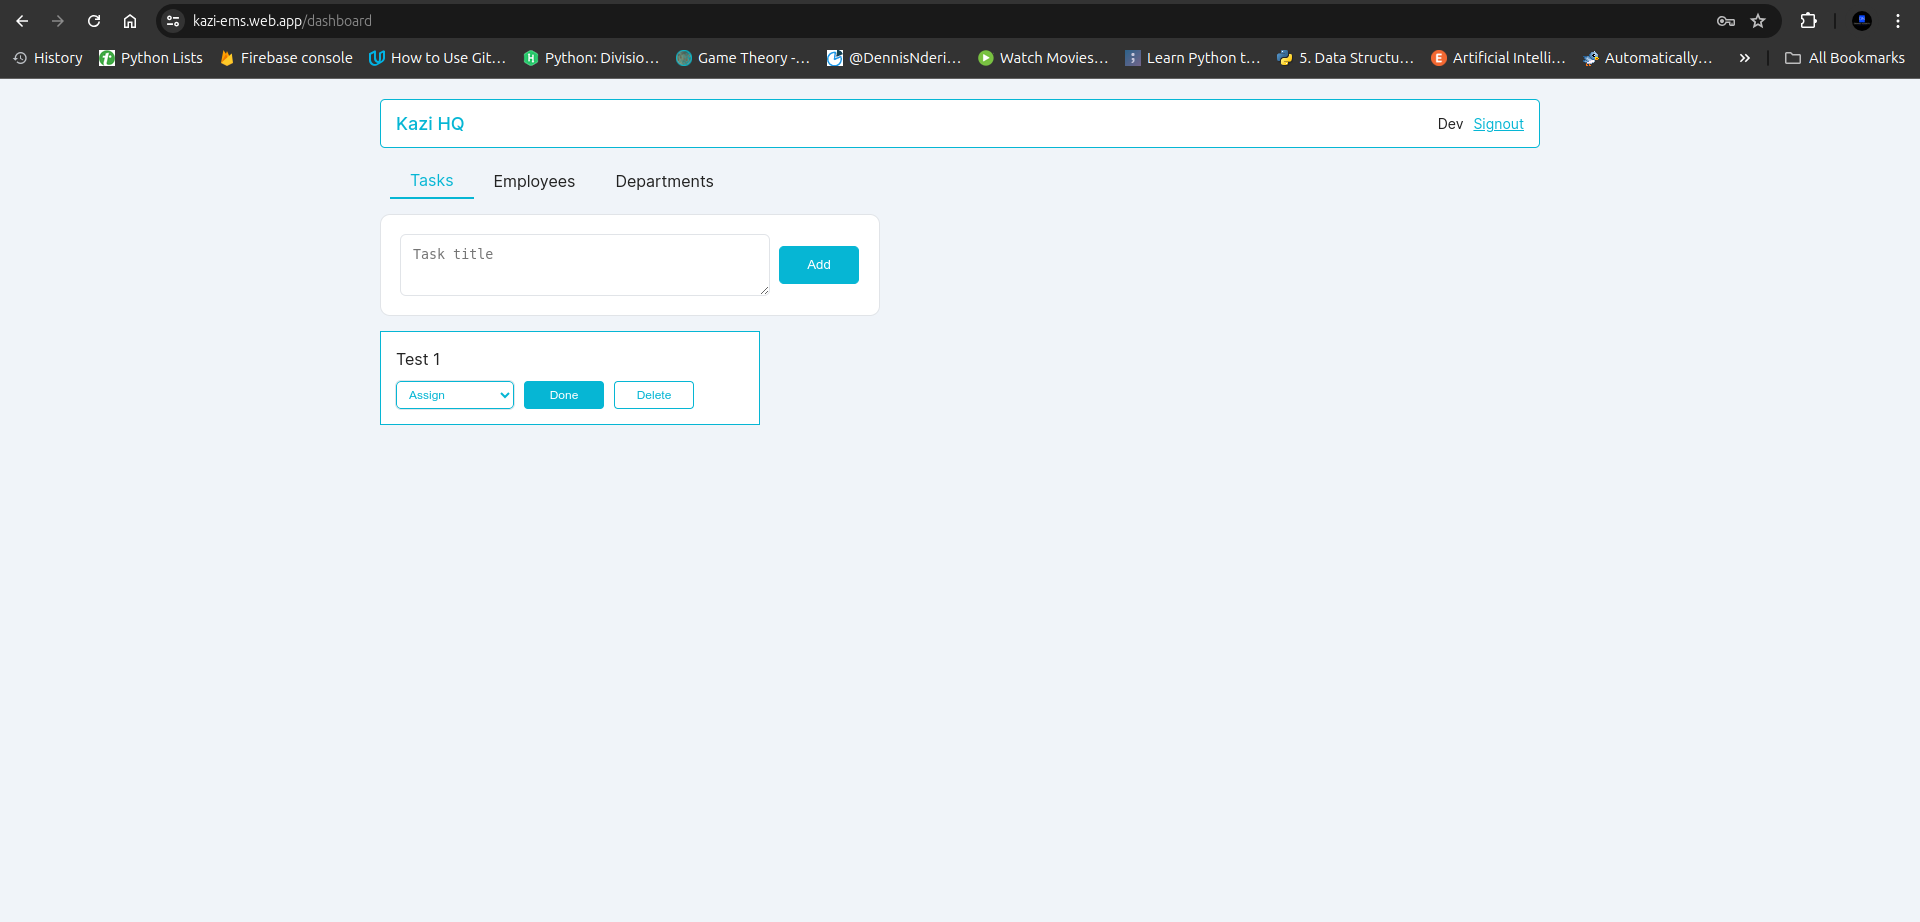 kazi-ems.web.app/dashboard
History Python Lists Firebase console How to Use Git... Python: Divisio... Game Theory -... @DennisNderi... Watch Movies... Learn Python t... 5. Data Structu... Artificial Intelli... Automatically... » All Bookmarks
Kazi HQ Dev Signout
Tasks Employees Departments
Task title Add
Test 1
Assign Done Delete